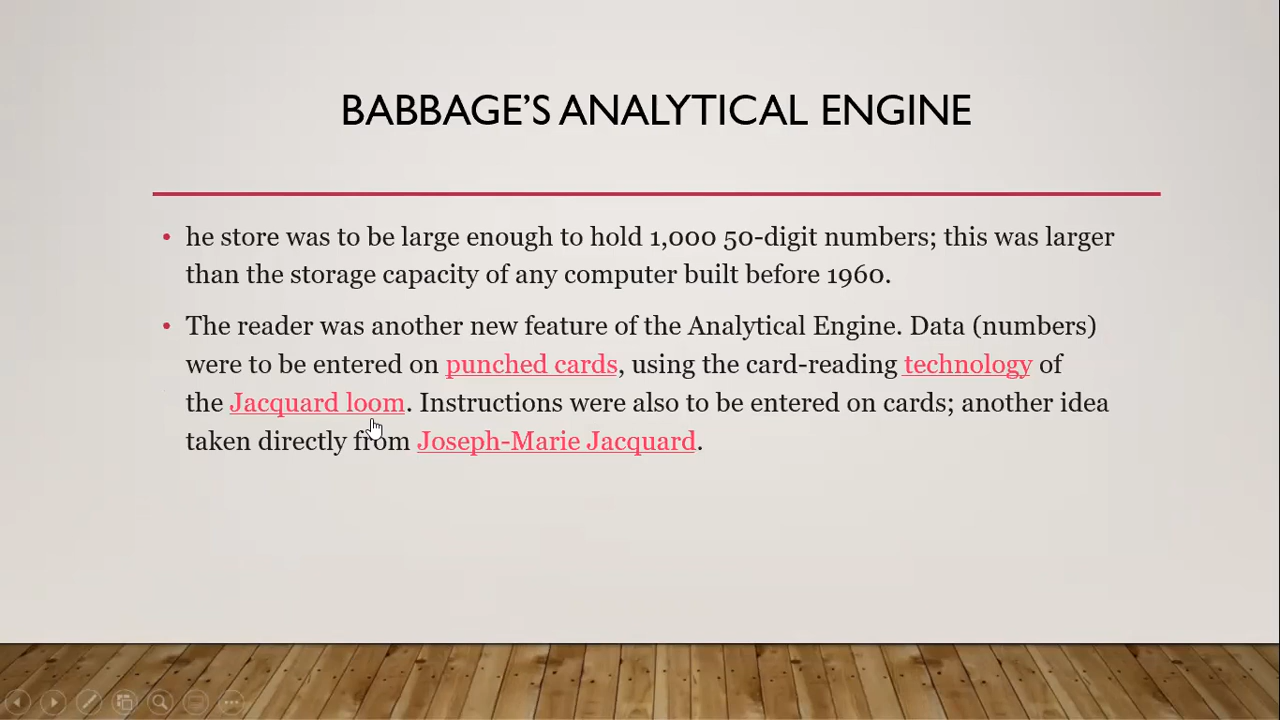 BABBAGE’S ANALYTICAL ENGINE
• he store was to be large enough to hold 1,000 50-digit numbers; this was larger
than the storage capacity of any computer built before 1960.
• The reader was another new feature of the Analytical Engine. Data (numbers)
were to be entered on punched cards, using the card-reading technology of
the Jacquard loom. Instructions were also to be entered on cards; another idea
taken directly from Joseph-Marie Jacquard.